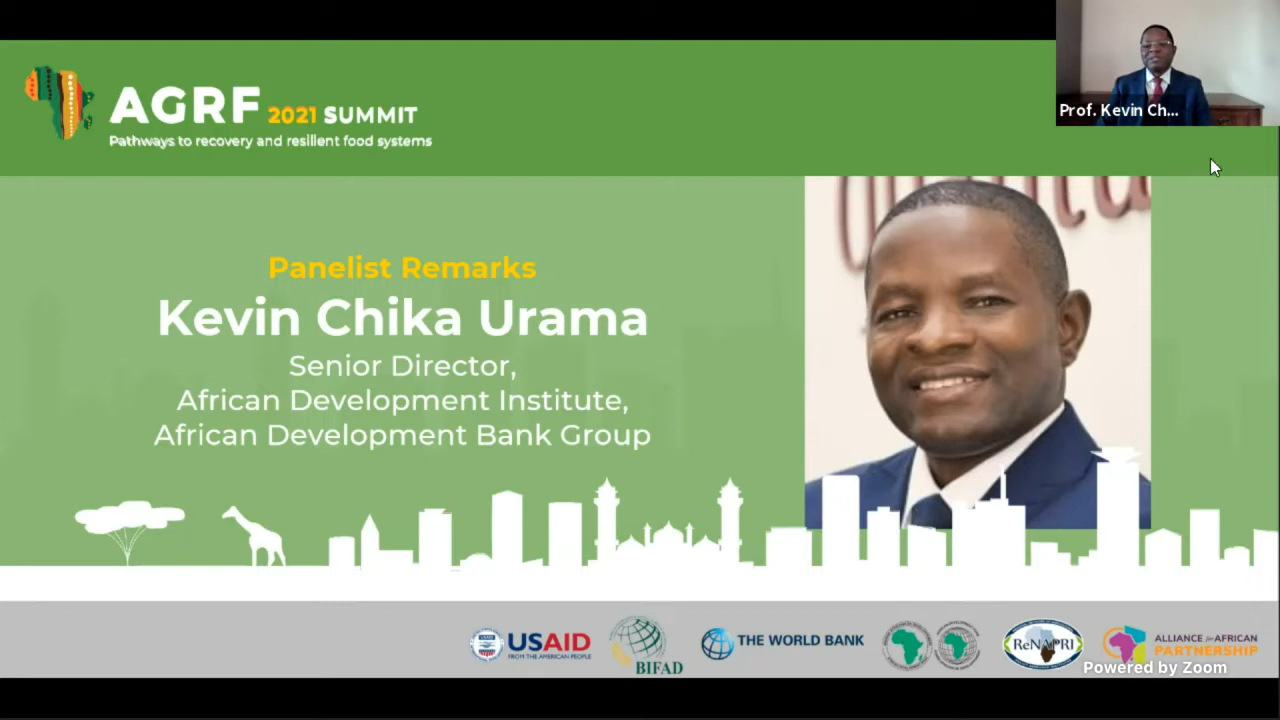 Prof. Kevin Ch...
AGRF 2021 SUMMIT
Pathways to recovery and resilient food systems
Panelist Remarks
Kevin Chika Urama
Senior Director,
African Development Institute,
African Development Bank Group
USAID
FROM THE AMERICAN PEOPLE
BIFAD
THE WORLD BANK
ReNAPRI
ALLIANCE for AFRICAN
PARTNERSHIP
Powered by Zoom